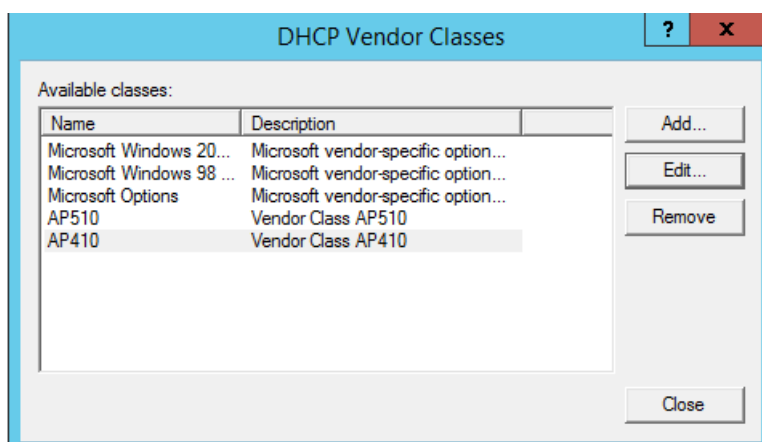 DHCP Vendor Classes
?
x
Available classes:
Name Description
Add...
Microsoft Windows 20... Microsoft vendor-specific option...
Microsoft Windows 98 ... Microsoft vendor-specific option...
Edit...
Microsoft Options Microsoft vendor-specific option...
AP510 Vendor Class AP510
Remove
AP410 Vendor Class AP410
Close